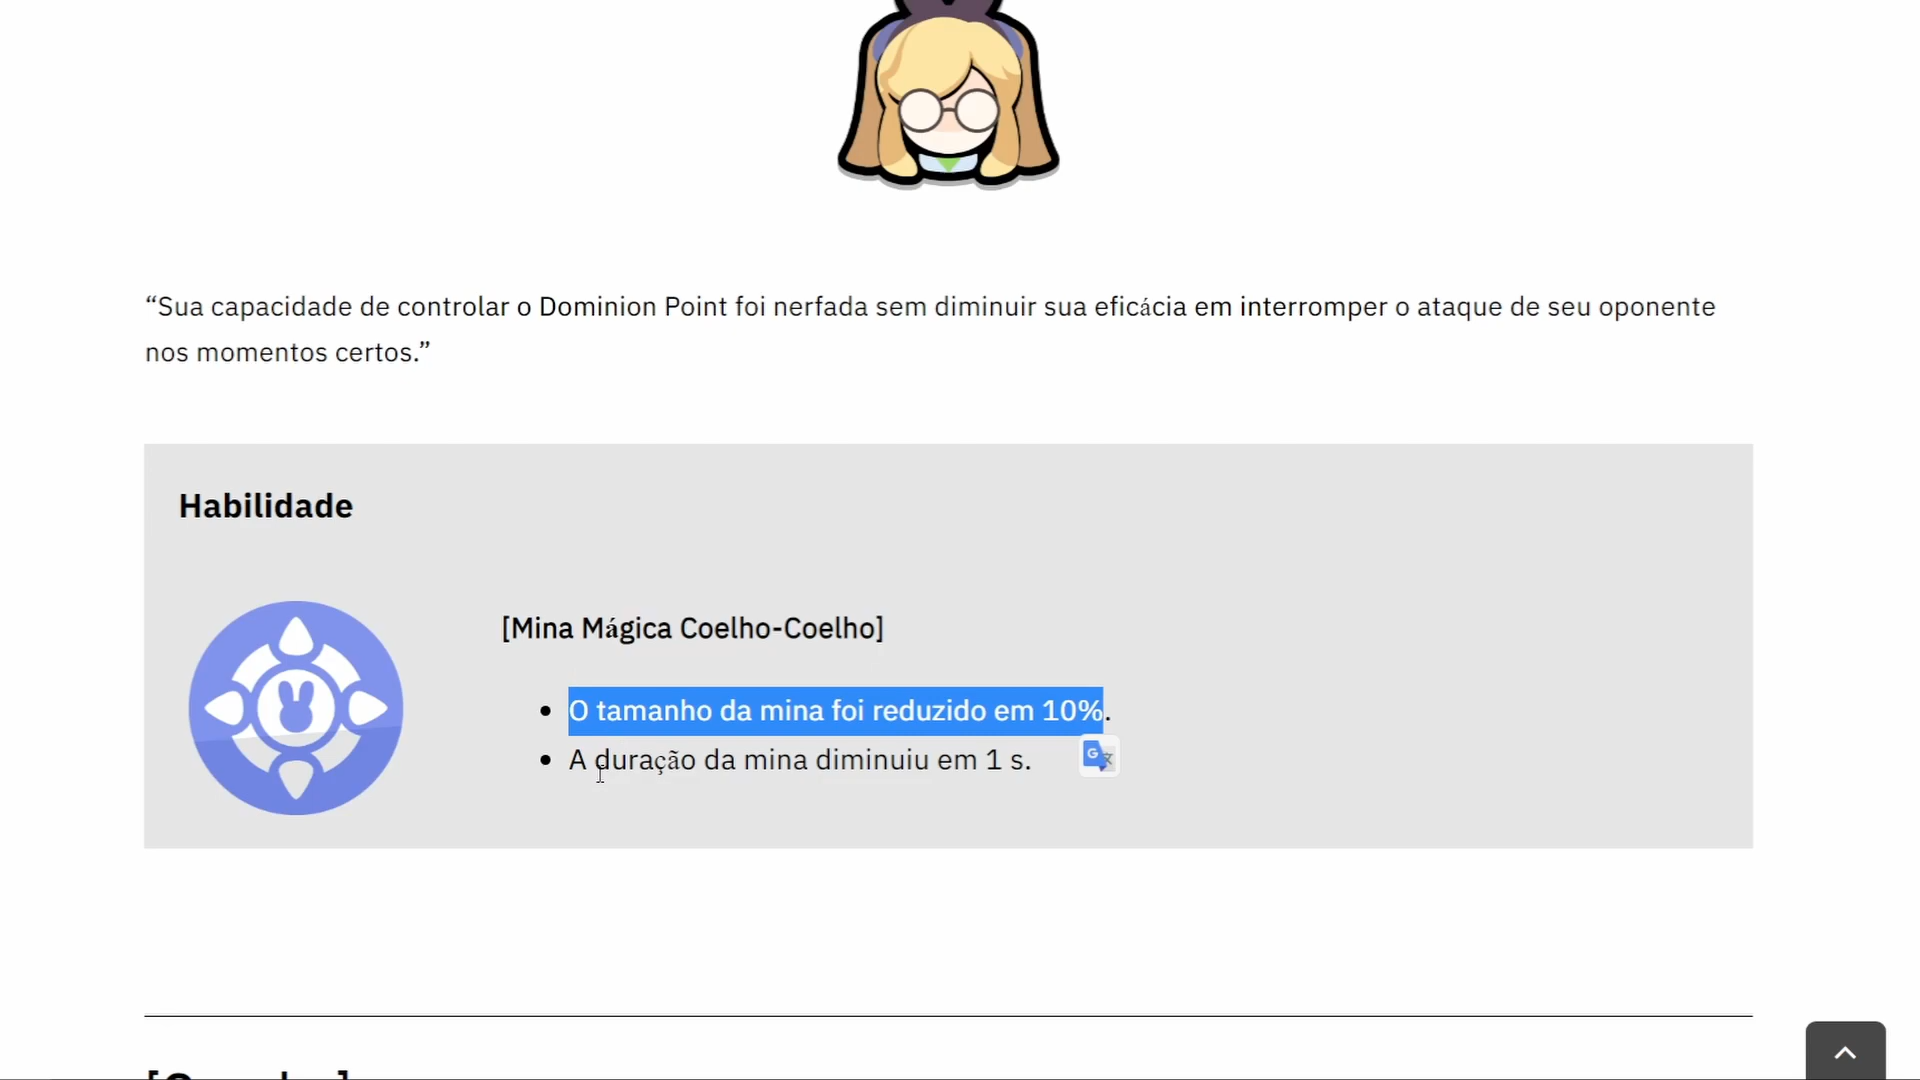 “Sua capacidade de controlar o Dominion Point foi nerfada sem diminuir sua eficácia em interromper o ataque de seu oponente
nos momentos certos.”
Habilidade
[Mina Mágica Coelho-Coelho]
O tamanho da mina foi reduzido em 10%.
A duração da mina diminuiu em 1 s.